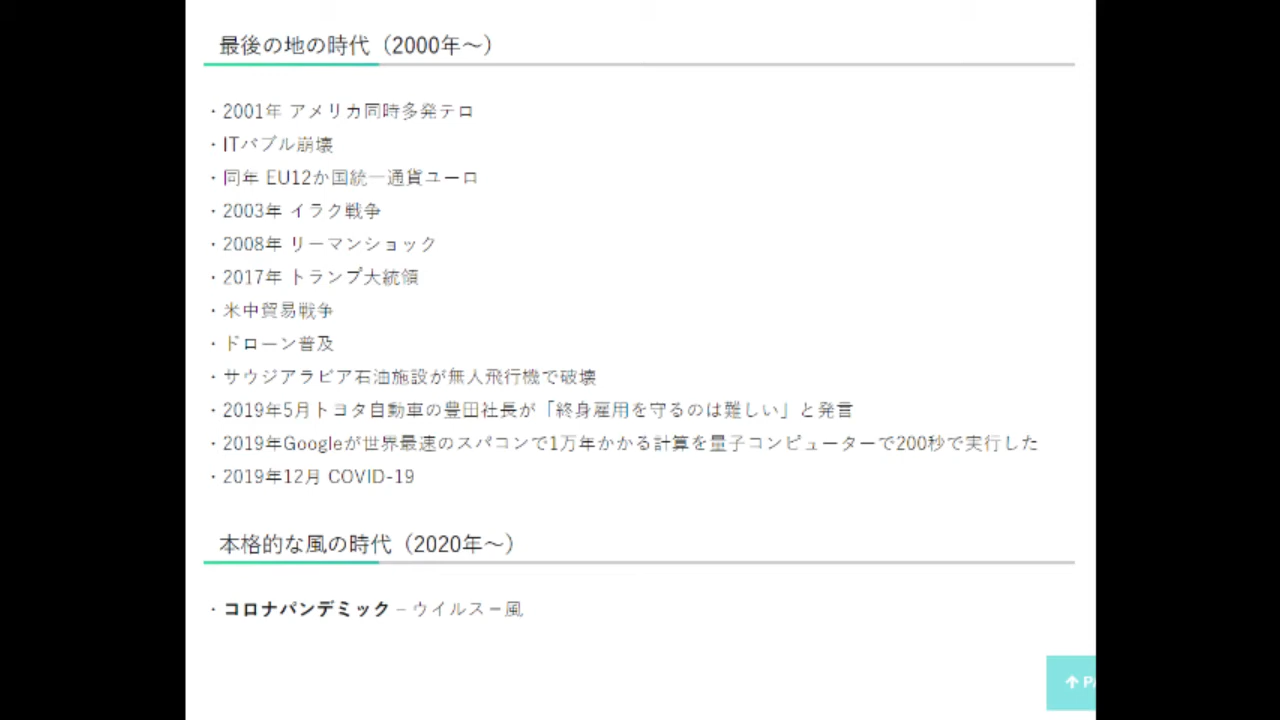 最後の地の時代（2000年～）
・2001年 アメリカ同時多発テロ
・ITバブル崩壊
・同年 EU12か国統一通貨ユーロ
・2003年 イラク戦争
・2008年 リーマンショック
・2017年 トランプ大統領
・米中貿易戦争
・ドローン普及
・サウジアラビア石油施設が無人飛行機で破壊
・2019年5月トヨタ自動車の豊田社長が「終身雇用を守るのは難しい」と発言
・2019年Googleが世界最速のスパコンで1万年かかる計算を量子コンピューターで200秒で実行した
・2019年12月 COVID-19
本格的な風の時代（2020年～）
・コロナパンデミック – ウイルス＝風